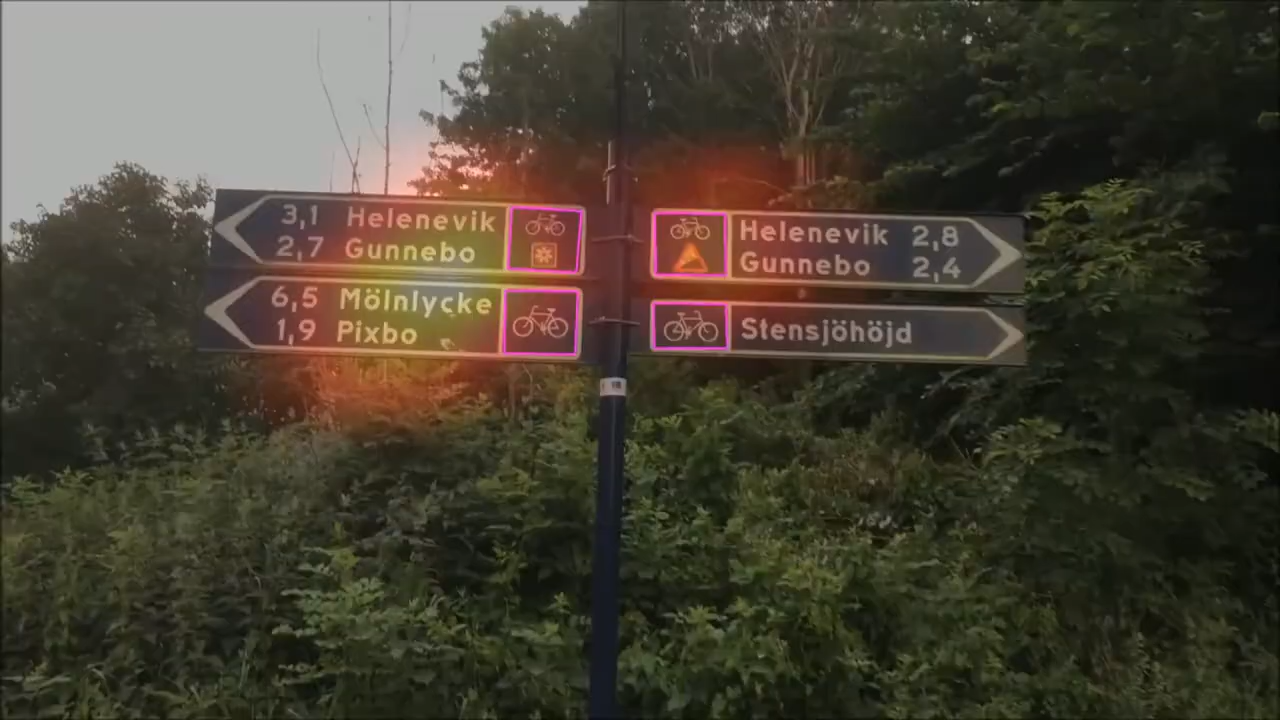 3,1 Helenevik
2,7 Gunnebo
6,5 Mölnlycke
1,9 Pixbo
Helenevik 2,8
Gunnebo 2,4
Stensjöhöjd